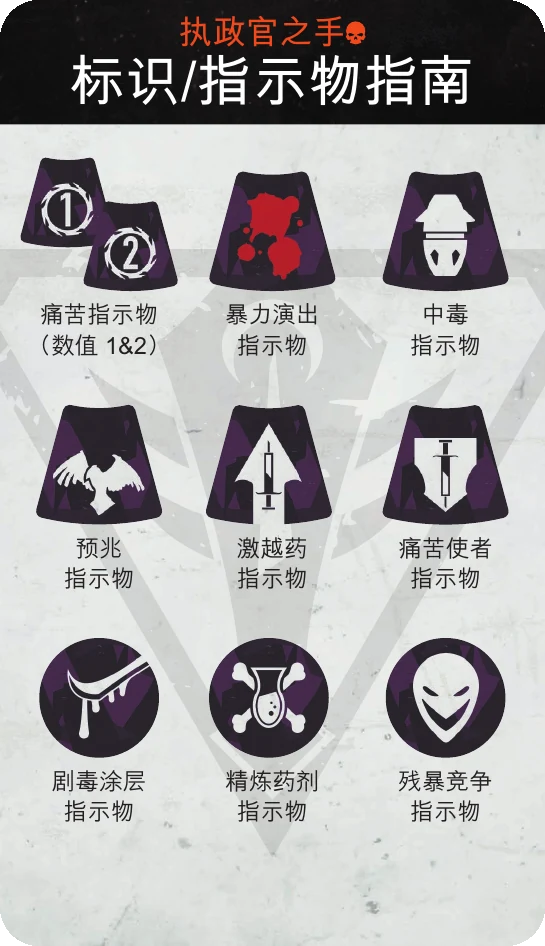 执政官之手
标识/指示物指南
1
2
痛苦指示物
（数值 1&2）
暴力演出
指示物
中毒
指示物
预兆
指示物
激越药
指示物
痛苦使者
指示物
剧毒涂层
指示物
精炼药剂
指示物
残暴竞争
指示物